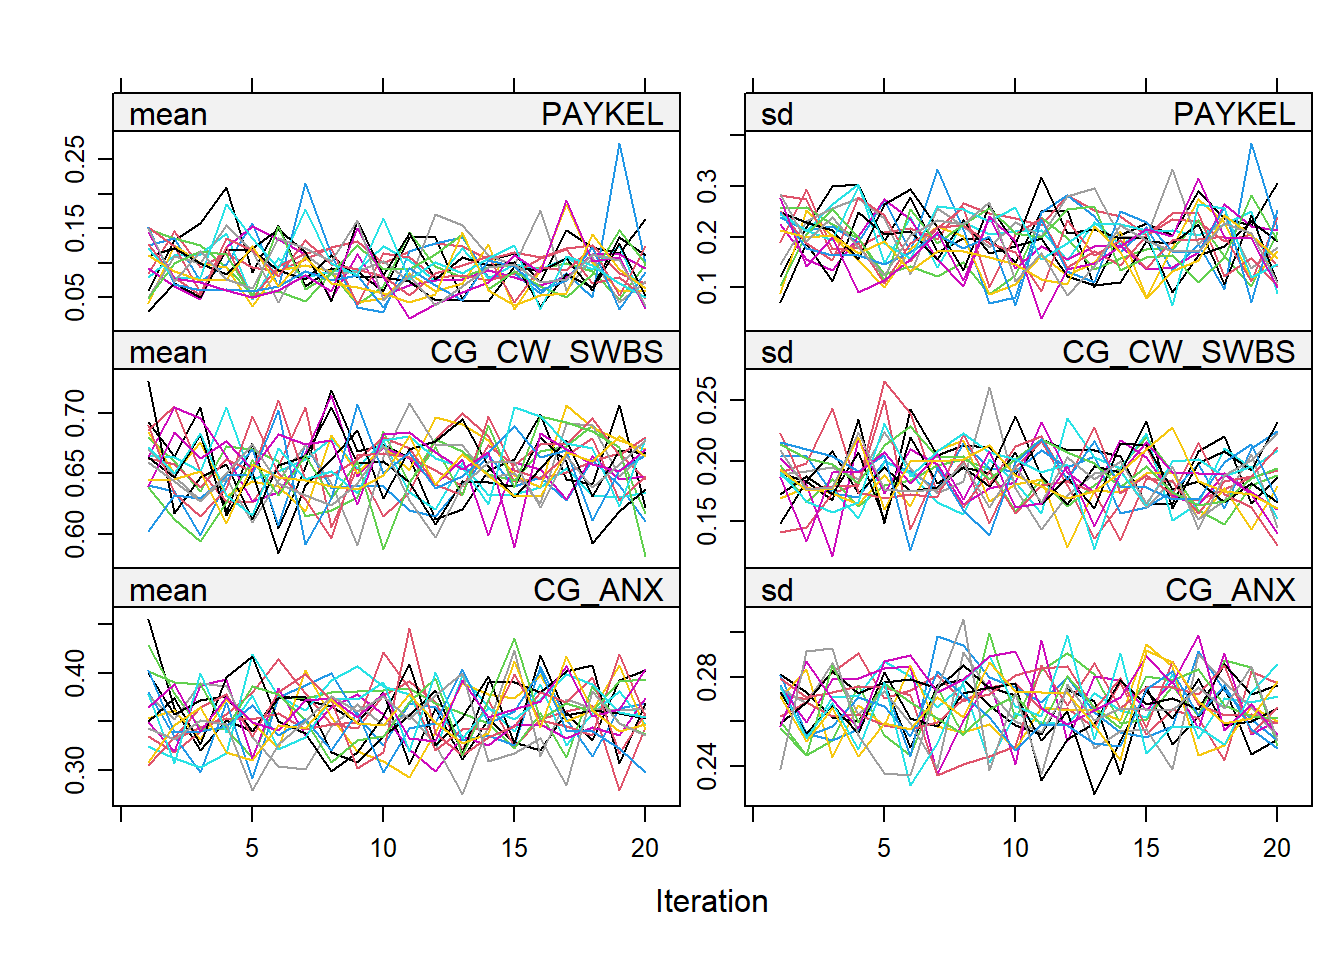 mean PAYKEL
sd PAYKEL
0.05 0.15 0.25
0.1 0.2 0.3
mean CG_CW_SWBS
sd CG_CW_SWBS
0.60 0.65 0.70
0.15 0.20 0.25
mean CG_ANX
sd CG_ANX
0.30 0.40
0.24 0.28
5 10 15 20
5 10 15 20
Iteration